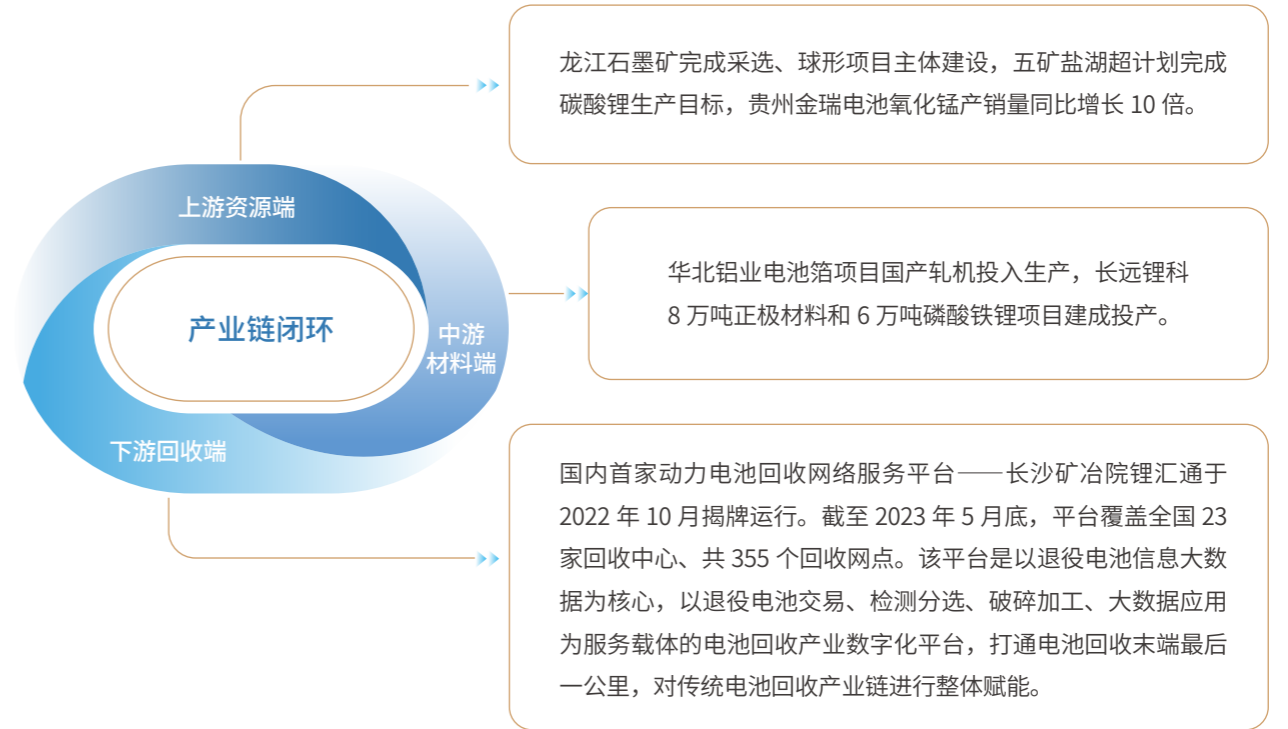 龙江石墨矿完成采选、球形项目主体建设，五矿盐湖超计划完成
碳酸锂生产目标，贵州金瑞电池氧化锰产销量同比增长 10 倍。
上游资源端
华北铝业电池箔项目国产轧机投入生产，长远锂科
8 万吨正极材料和 6 万吨磷酸铁锂项目建成投产。
产业链闭环
中游
材料端
下游回收端
国内首家动力电池回收网络服务平台——长沙矿冶院锂汇通于
2022 年 10 月揭牌运行。截至 2023 年 5 月底，平台覆盖全国 23
家回收中心、共 355 个回收网点。该平台是以退役电池信息大数
据为核心，以退役电池交易、检测分选、破碎加工、大数据应用
为服务载体的电池回收产业数字化平台，打通电池回收末端最后
一公里，对传统电池回收产业链进行整体赋能。